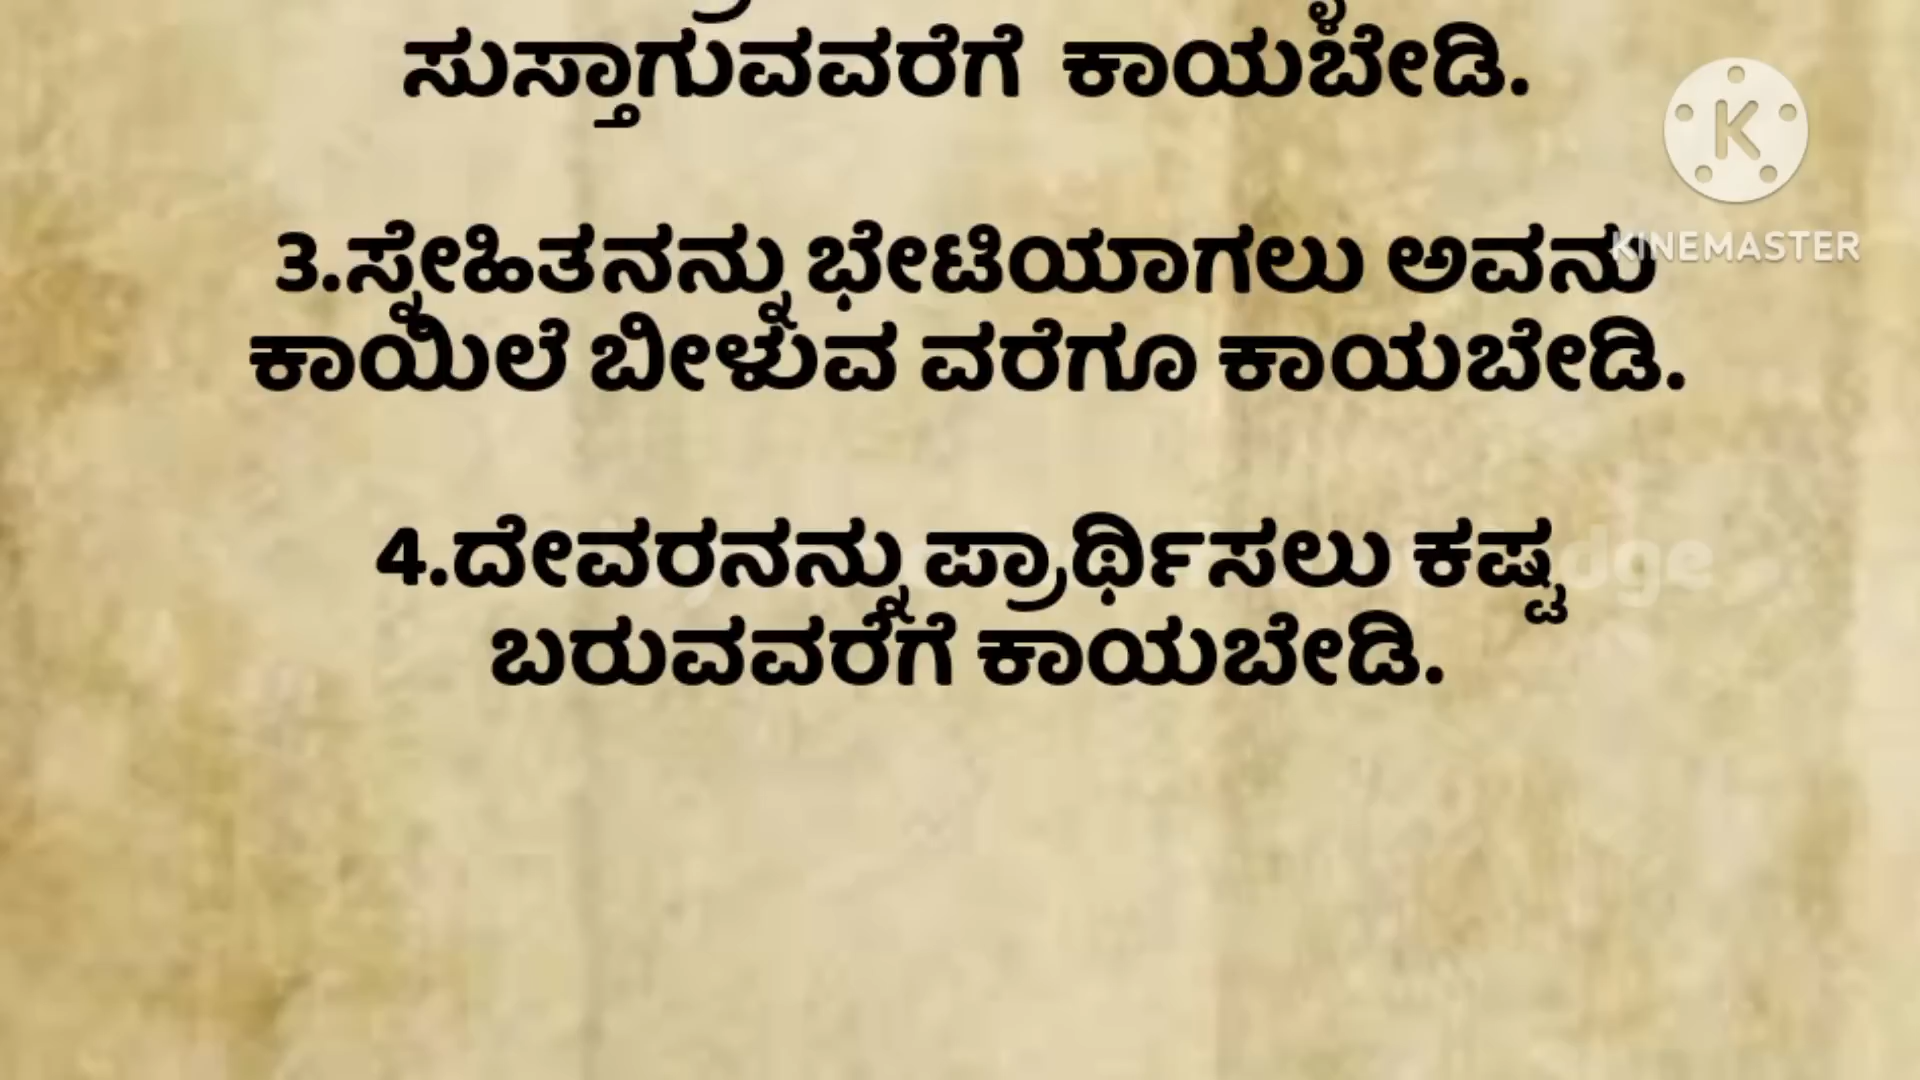 ಸುಸ್ತಾಗುವವರೆಗೆ ಕಾಯಬೇಡಿ.
KINEMASTER
3.ಸ್ನೇಹಿತನನ್ನು ಭೇಟಿಯಾಗಲು ಅವನು
ಕಾಯಿಲೆ ಬೀಳುವ ವರೆಗೂ ಕಾಯಬೇಡಿ.
4.ದೇವರನನ್ನು ಪ್ರಾರ್ಥಿಸಲು ಕಷ್ಟ
ಬರುವವರೆಗೆ ಕಾಯಬೇಡಿ.